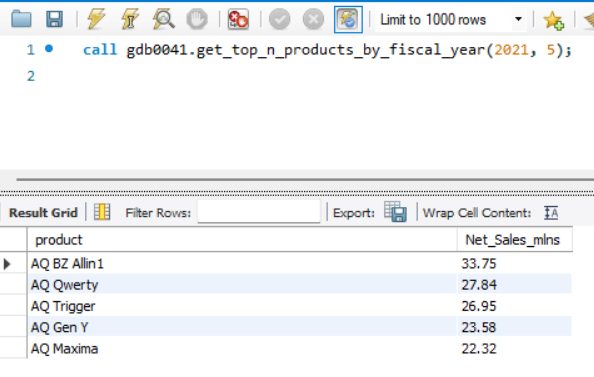 Limit to 1000 rows
1 call gdb0041.get_top_n_products_by_fiscal_year(2021, 5);
2
Result Grid Filter Rows: Export: Wrap Cell Content: IA
product Net_Sales_mlns
AQ BZ Allin1 33.75
AQ Qwerty 27.84
AQ Trigger 26.95
AQ Gen Y 23.58
AQ Maxima 22.32